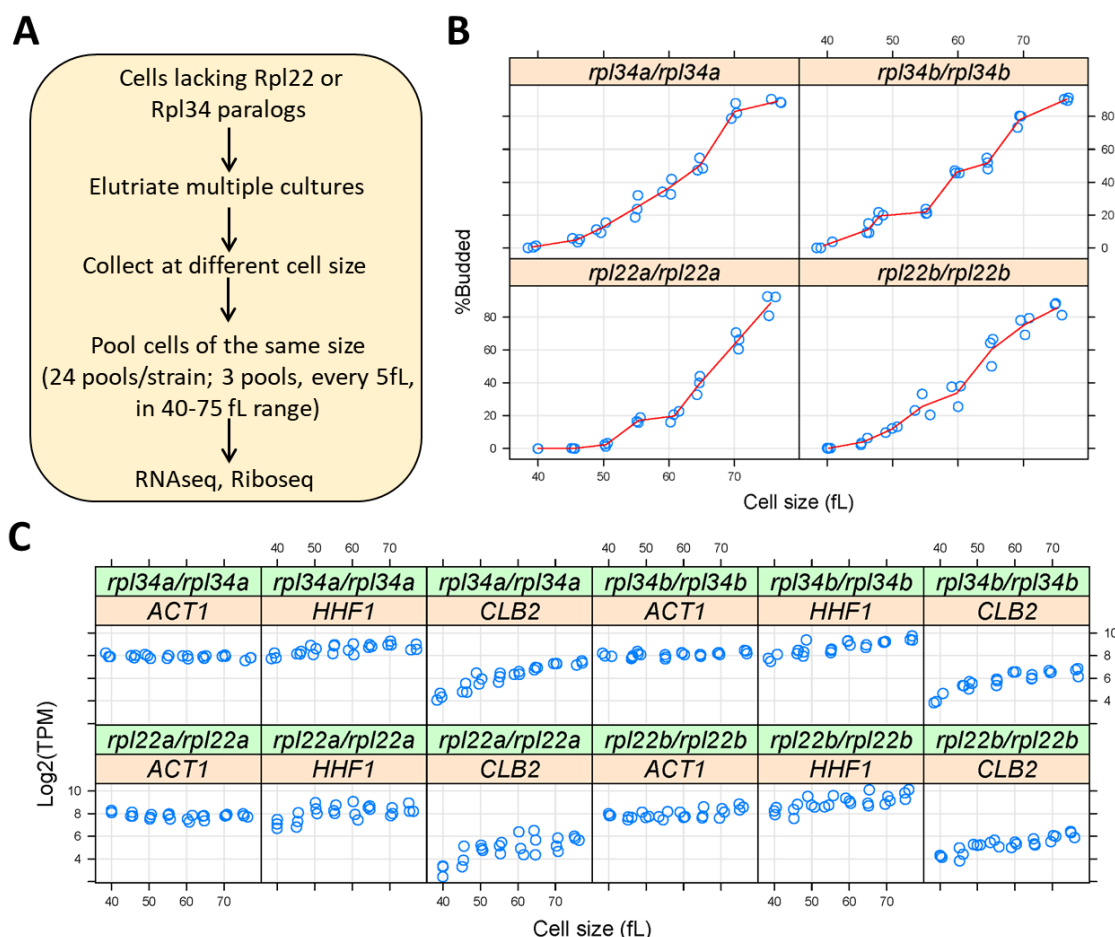 A
Cells lacking Rpl22 or
Rpl34 paralogs
Elutriate multiple cultures
Collect at different cell size
Pool cells of the same size
(24 pools/strain; 3 pools, every 5fL,
in 40-75 fL range)
RNAseq, Riboseq
B
40 50 60 70
rpl34a/rpl34a rpl34b/rpl34b
80
60
40
20
0
rpl22a/rpl22a rpl22b/rpl22b
80
60
40
20
0
%Budded
40 50 60 70
Cell size (fL)
C
40 50 60 70 40 50 60 70 40 50 60 70
rpl34a/rpl34a rpl34a/rpl34a rpl34a/rpl34a rpl34b/rpl34b rpl34b/rpl34b rpl34b/rpl34b
ACT1 HHF1 CLB2 ACT1 HHF1 CLB2
10
8
6
4
rpl22a/rpl22a rpl22a/rpl22a rpl22a/rpl22a rpl22b/rpl22b rpl22b/rpl22b rpl22b/rpl22b
ACT1 HHF1 CLB2 ACT1 HHF1 CLB2
10
8
6
4
Log2(TPM)
40 50 60 70 40 50 60 70 40 50 60 70
Cell size (fL)